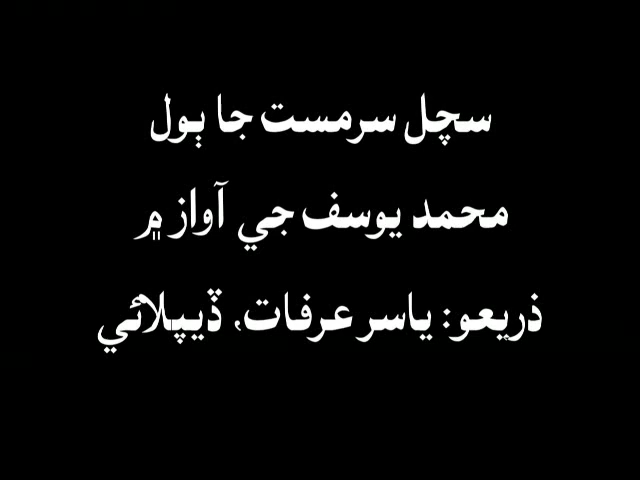 سچل سرمست جا ٻول
محمد يوسف جي آواز ۾
ذريعو: ياسر عرفات، ڏيپلائي